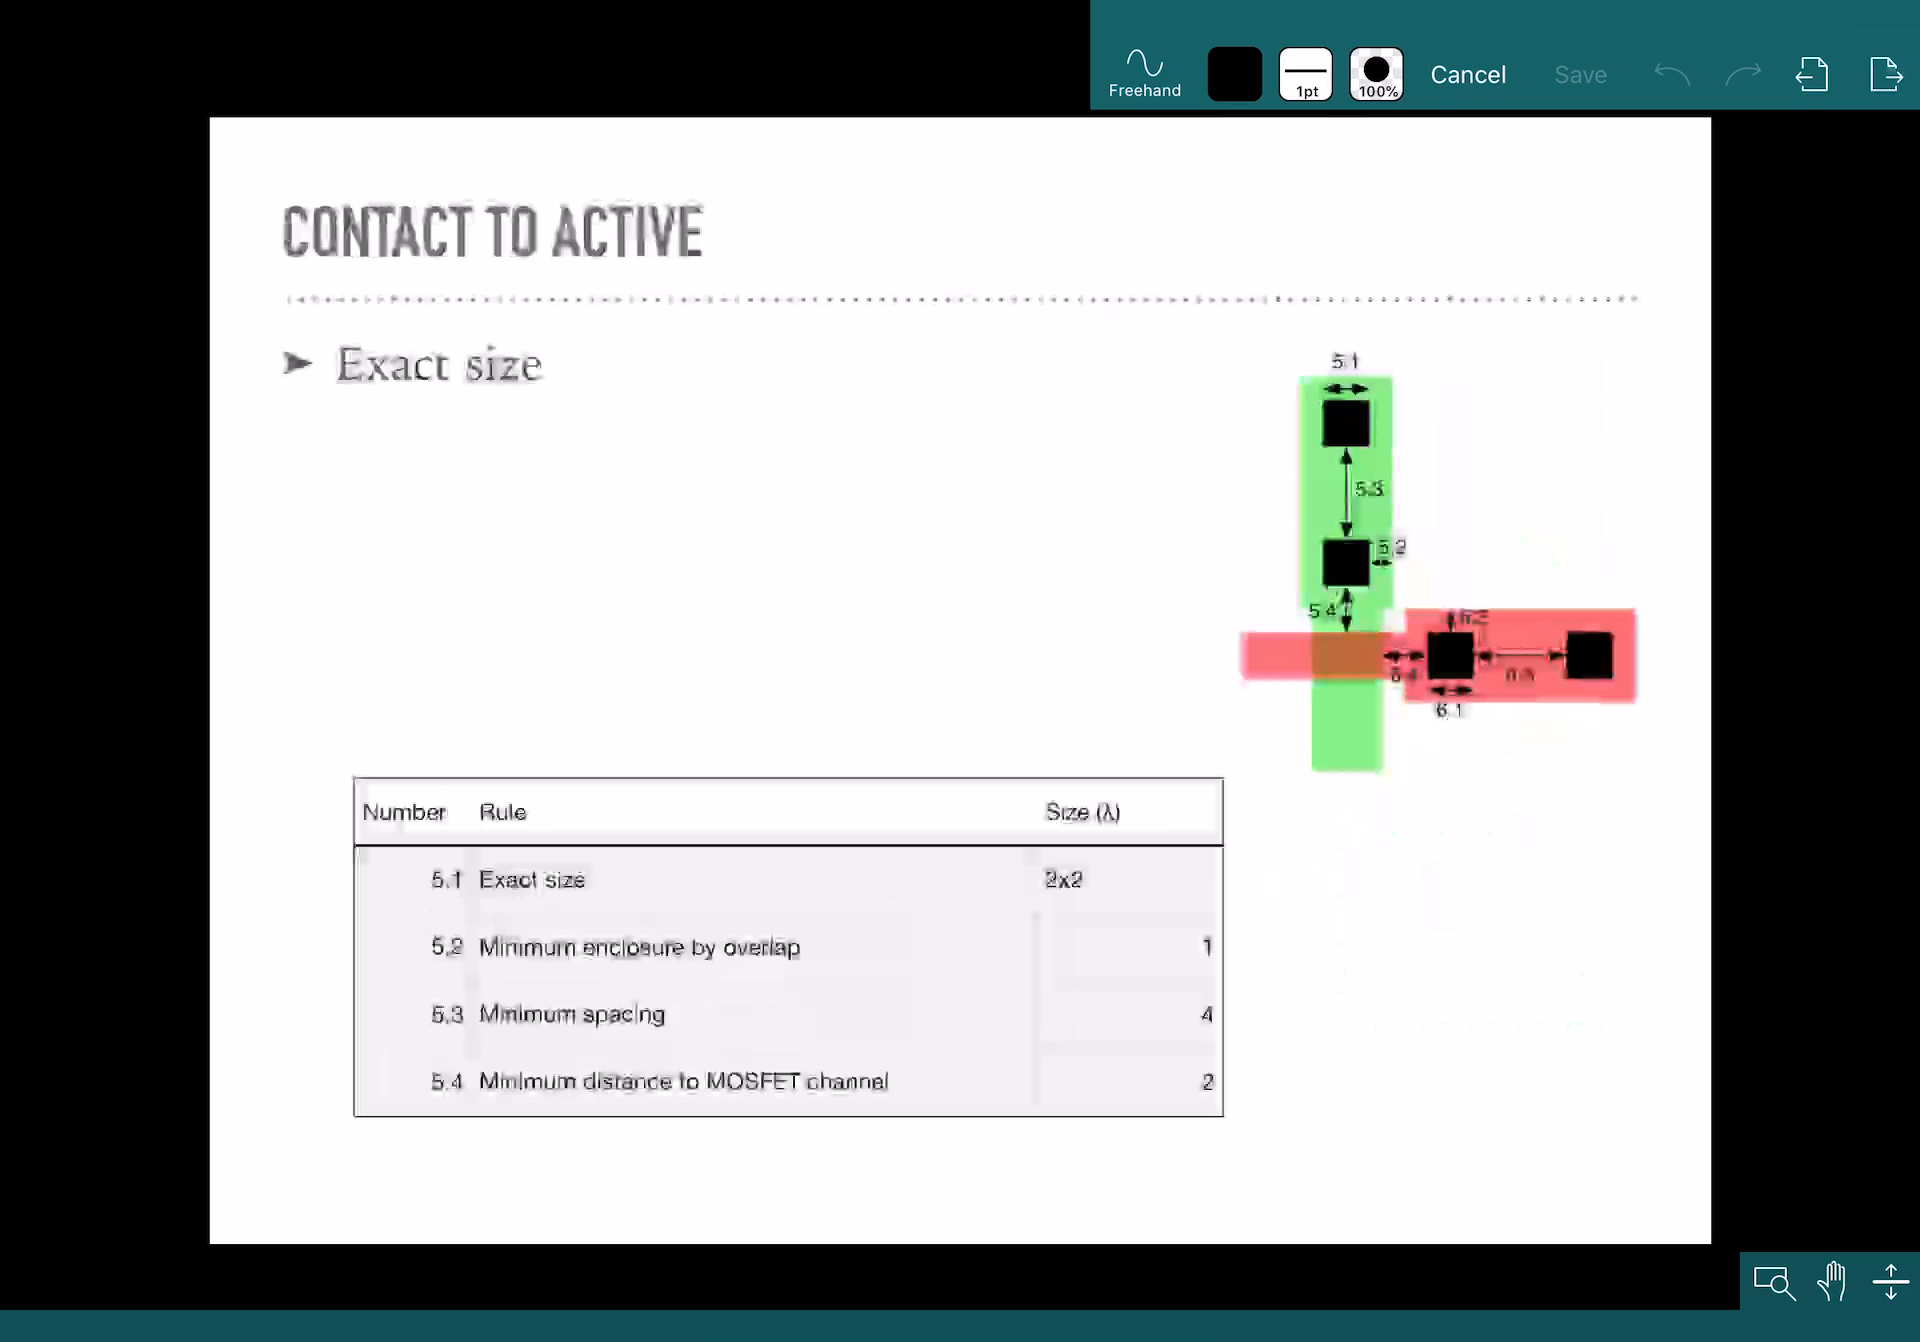 Freehand
1pt
100%
Cancel
Save
CONTACT TO ACTIVE
➤ Exact size
5.1
5.3
5.2
5.4
6.1
Number Rule Size (λ)
5.1 Exact size 2x2
5.2 Minimum enclosure by overlap 1
5.3 Minimum spacing 4
5.4 Minimum distance to MOSFET channel 2